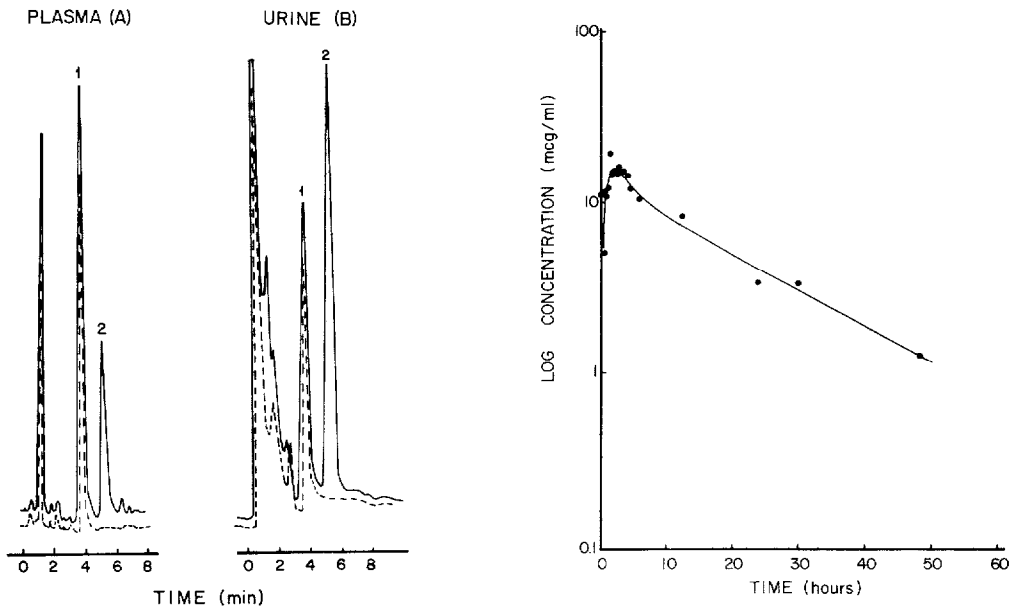 PLASMA (A)
URINE (B)
1
2
1
2
0 2 4 6 8
0 2 4 6 8
TIME (min)
LOG CONCENTRATION (mcg/ml)
100
10
1
0.1
0 10 20 30 40 50 60
TIME (hours)